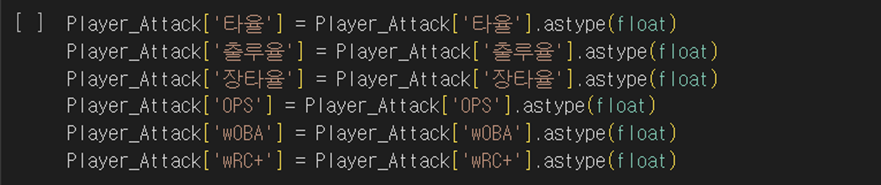 [ ] Player_Attack['타율'] = Player_Attack['타율'].astype(float)
Player_Attack['출루율'] = Player_Attack['출루율'].astype(float)
Player_Attack['장타율'] = Player_Attack['장타율'].astype(float)
Player_Attack['OPS'] = Player_Attack['OPS'].astype(float)
Player_Attack['wOBA'] = Player_Attack['wOBA'].astype(float)
Player_Attack['wRC+'] = Player_Attack['wRC+'].astype(float)